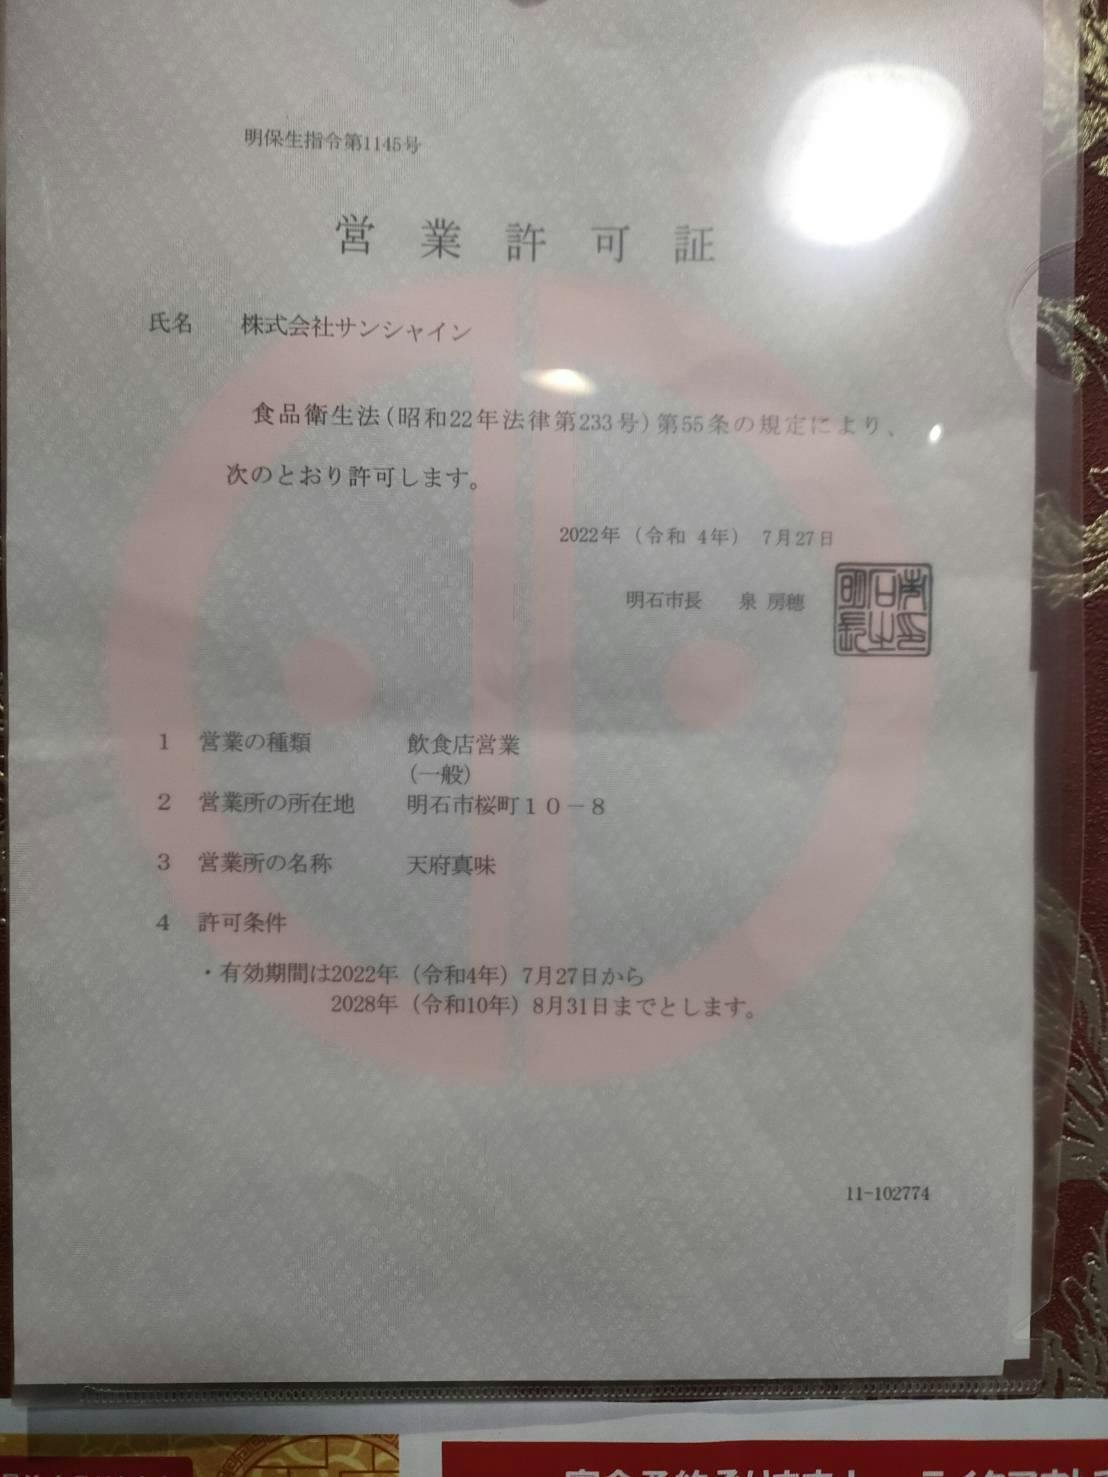 明保生指令第1145号
営業許可証
氏名　株式会社サンシャイン
食品衛生法(昭和22年法律第233号)第55条の規定により、
次のとおり許可します。
2022年（令和 4年） 7月27日
明石市長　泉 房穂
明石市長之印
1　営業の種類　飲食店営業
(一般)
2　営業所の所在地　明石市桜町１０－８
3　営業所の名称　天府真味
4　許可条件
・有効期間は2022年（令和4年）7月27日から
2028年（令和10年）8月31日までとします。
11-102774